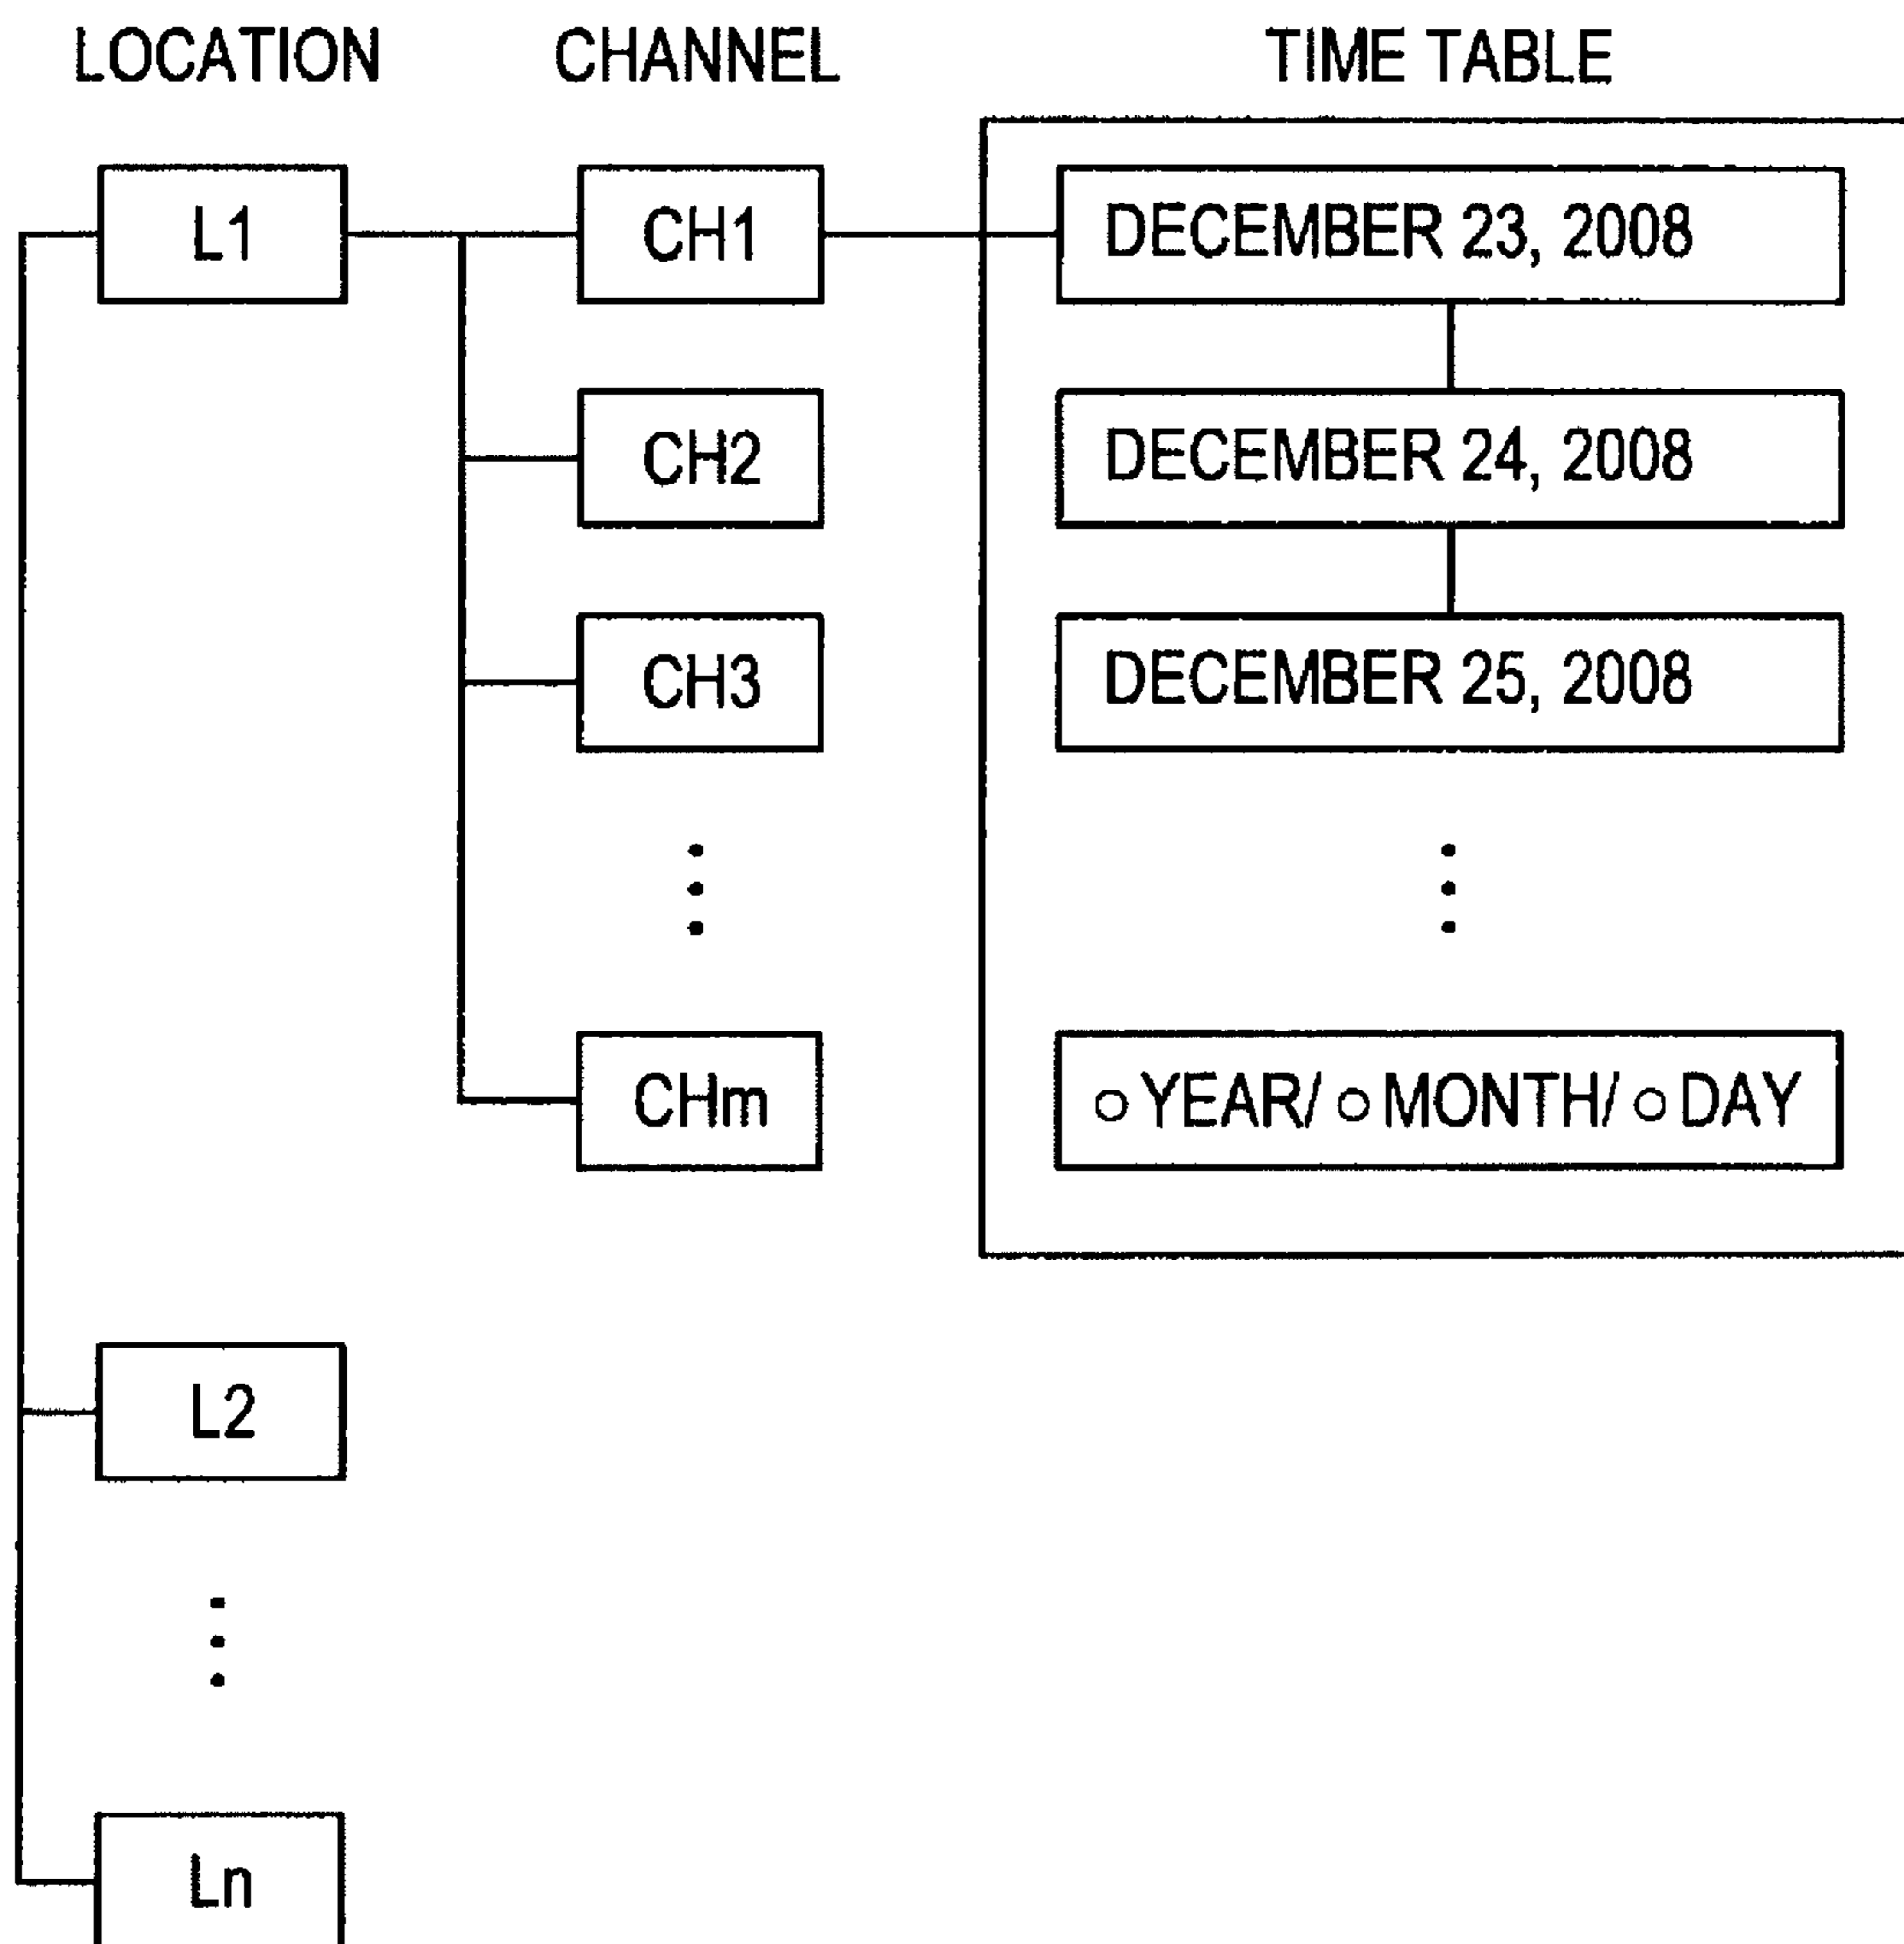 LOCATION CHANNEL TIME TABLE
L1 CH1 DECEMBER 23, 2008
CH2 DECEMBER 24, 2008
CH3 DECEMBER 25, 2008
CHm ○YEAR/ ○MONTH/ ○DAY
L2
Ln